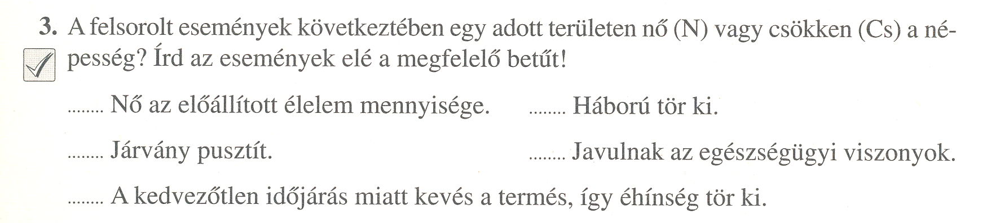 3. A felsorolt események következtében egy adott területen nő (N) vagy csökken (Cs) a né-
pesség? Írd az események elé a megfelelő betűt!
........ Nő az előállított élelem mennyisége. ........ Háború tör ki.
........ Járvány pusztít. ........ Javulnak az egészségügyi viszonyok.
........ A kedvezőtlen időjárás miatt kevés a termés, így éhínség tör ki.